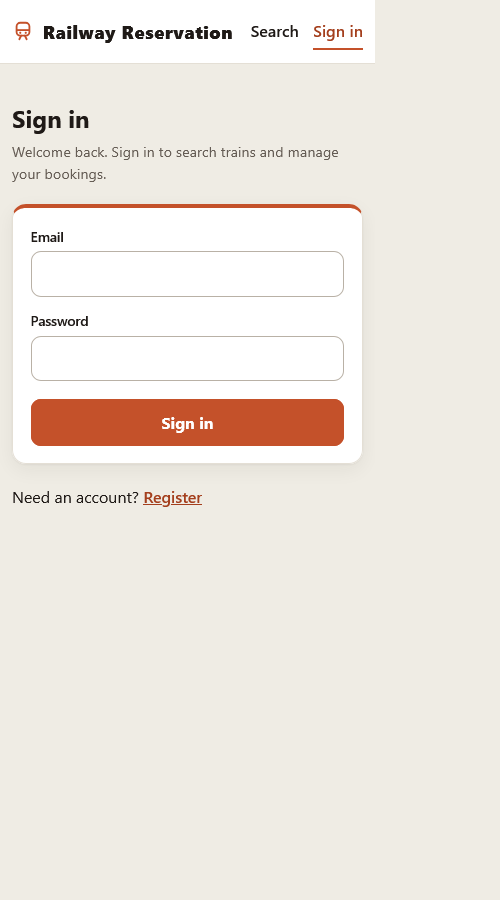 Railway Reservation Search Sign in
Sign in
Welcome back. Sign in to search trains and manage
your bookings.
Email
Password
Sign in
Need an account? Register